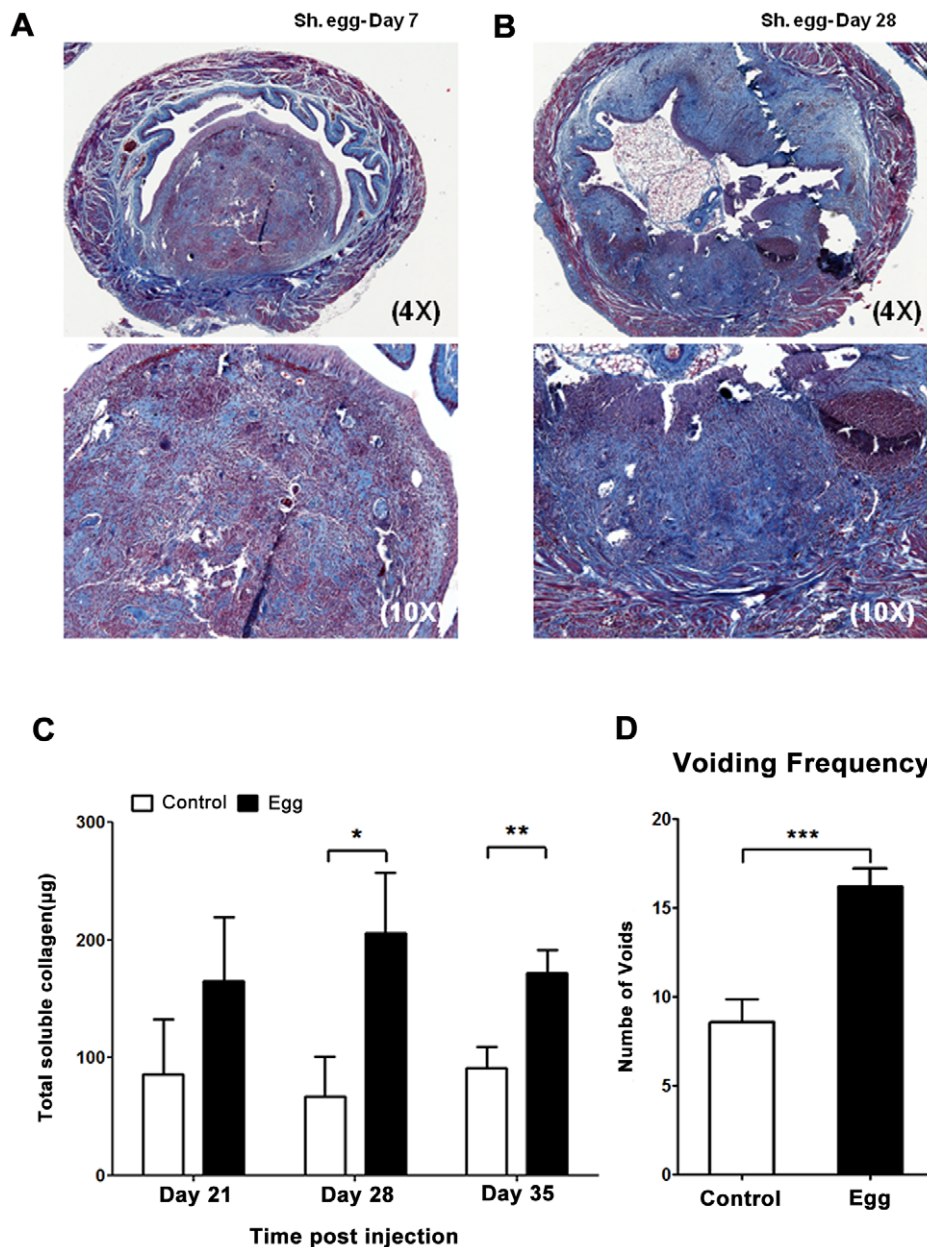 A
Sh. egg-Day 7
B
Sh. egg-Day 28
(4X)
(4X)
(10X)
(10X)
C
D
Voiding Frequency
Control Egg
300
200
100
0
Total soluble collagen(µg)
*
**
Day 21 Day 28 Day 35
Time post injection
20
15
10
5
0
Numbe of Voids
***
Control Egg